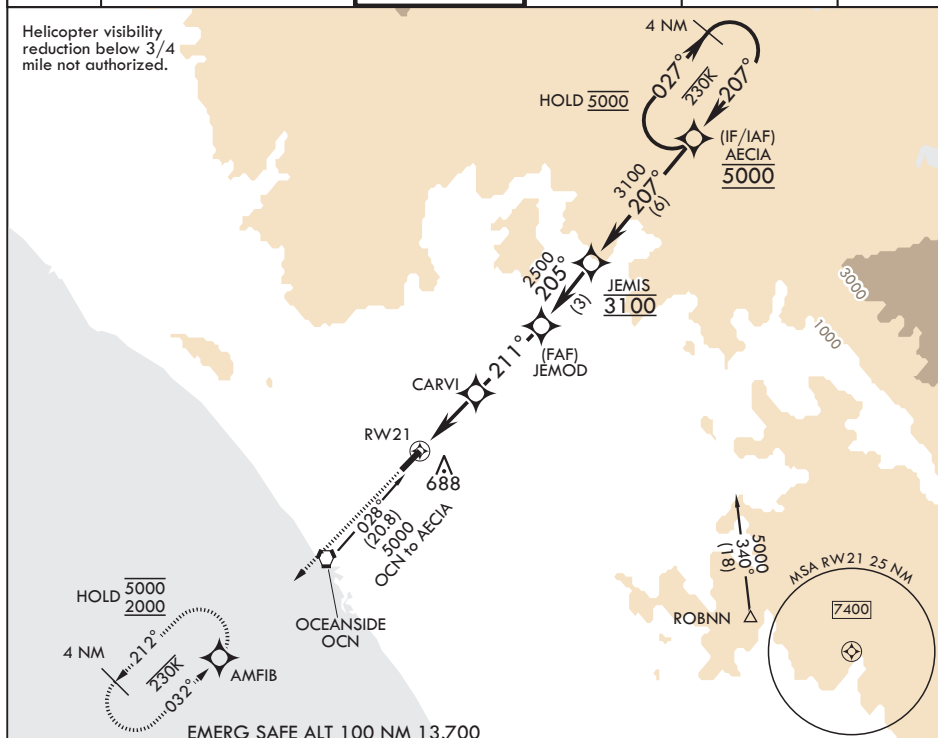 Helicopter visibility
reduction below 3/4
mile not authorized.
4 NM
027°
230K
207°
HOLD 5000
(IF/IAF)
AECIA
5000
3100
207°
(6)
2500
205°
(3)
JEMIS
3100
3000
1000
(FAF)
JEMOD
211°
CARVI
RW21
688
028°
(20.8)
5000
OCN to AECIA
5000
340°
(18)
MSA RW21 25 NM
7400
HOLD 5000
2000
ROBNN
OCEANSIDE
OCN
4 NM
212°
230K
032°
AMFIB
EMERG SAFE ALT 100 NM 13,700